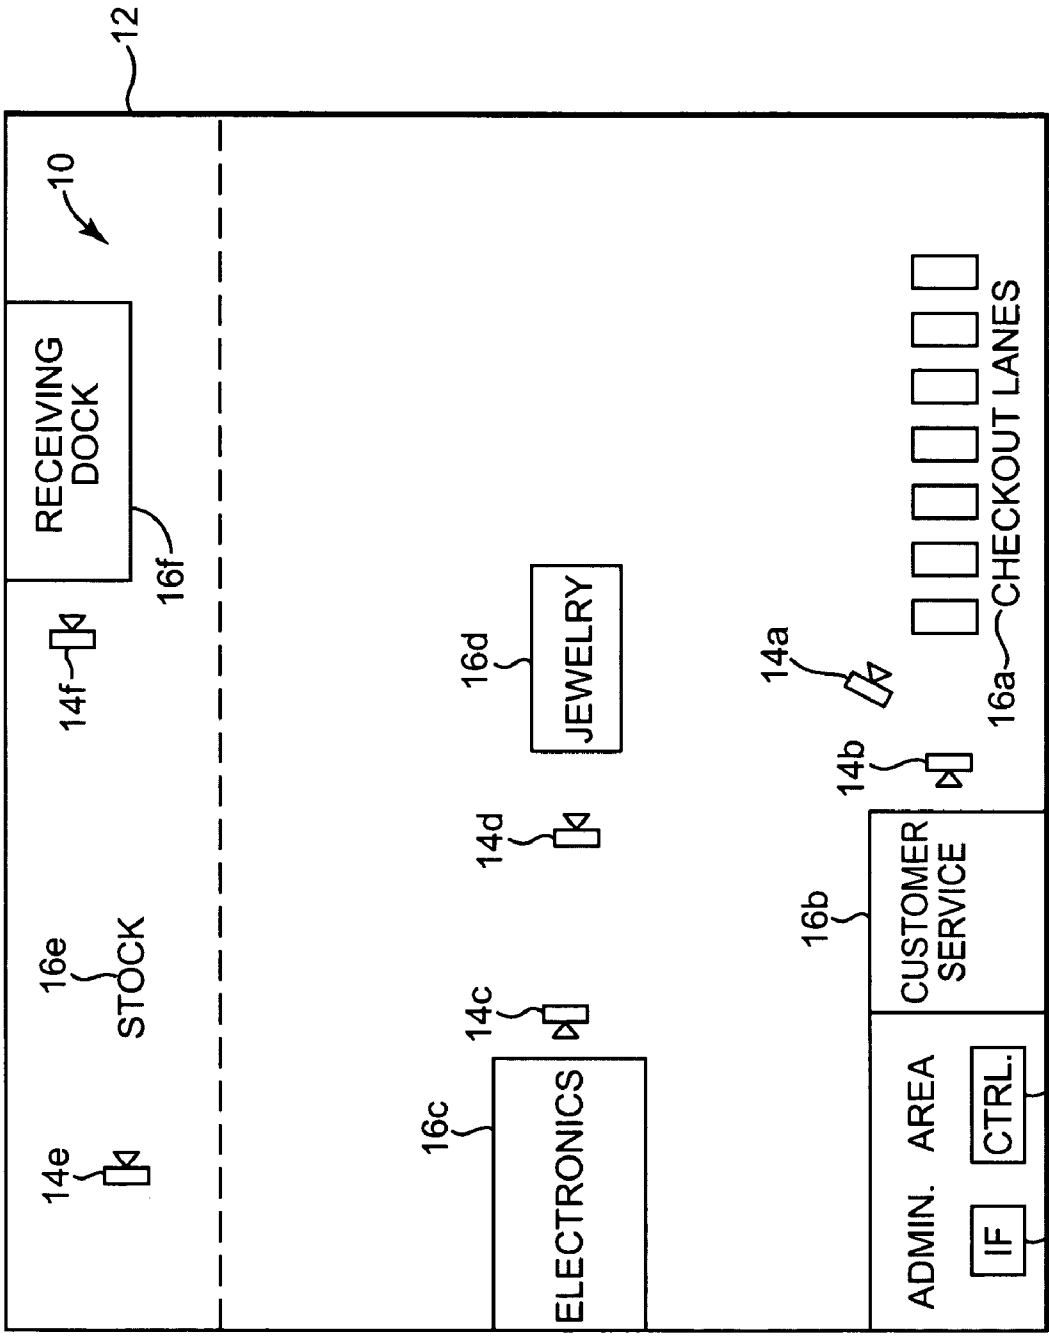 12
10
RECEIVING
DOCK
16f
14f
16e
STOCK
14e
16d
JEWELRY
14d
14c
16c
ELECTRONICS
14a
16a
CHECKOUT LANES
14b
16b
CUSTOMER
SERVICE
ADMIN. AREA
IF
CTRL.